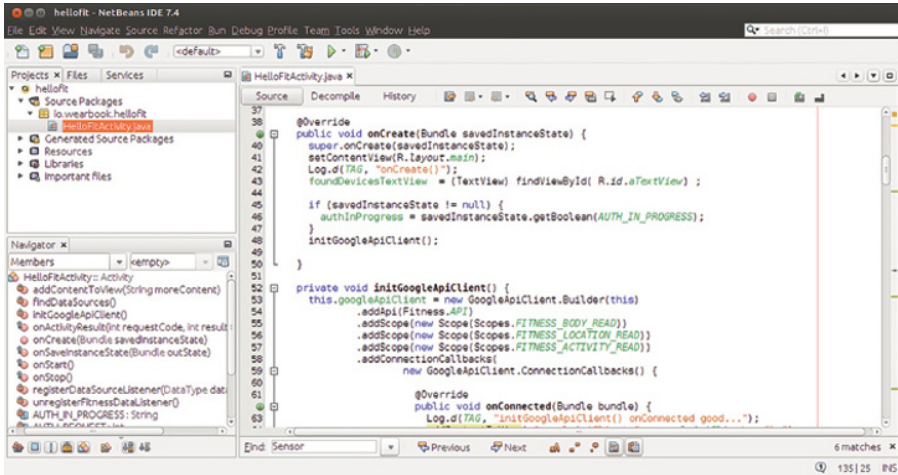 hellofit - NetBeans IDE 7.4
File Edit View Navigate Source Refactor Run Debug Profile Team Tools Window Help
Search (Ctrl+I)
<default>
Projects Files Services
HelloFitActivity.java
hellofit
Source Packages
io.wearbook.hellofit
HelloFitActivity.java
Generated Source Packages
Resources
Libraries
Important Files
Source Decompile History
37
38 @Override
public void onCreate(Bundle savedInstanceState) {
40 super.onCreate(savedInstanceState);
41 setContentView(R.layout.main);
42 Log.d(TAG, "onCreate()");
43 foundDevicesTextView = (TextView) findViewById( R.id.aTextView) ;
44
45 if (savedInstanceState != null) {
46 authInProgress = savedInstanceState.getBoolean(AUTH_IN_PROGRESS);
47 }
48 initGoogleApiClient();
49
50 }
51
52 private void initGoogleApiClient() {
53 this.googleApiClient = new GoogleApiClient.Builder(this)
54 .addApi(Fitness.API)
55 .addScope(new Scope(Scopes.FITNESS_BODY_READ))
56 .addScope(new Scope(Scopes.FITNESS_LOCATION_READ))
57 .addScope(new Scope(Scopes.FITNESS_ACTIVITY_READ))
58 .addConnectionCallbacks(
59 new GoogleApiClient.ConnectionCallbacks() {
60
61 @Override
public void onConnected(Bundle bundle) {
63 Log.d(TAG, "initGoogleApiClient() onConnected good...");
Navigator
Members <empty>
HelloFitActivity :: Activity
addContentToView(String moreContent)
findDataSources()
initGoogleApiClient()
onActivityResult(int requestCode, int result
onCreate(Bundle savedInstanceState)
onSaveInstanceState(Bundle outState)
onStart()
onStop()
registerDataSourceListener(DataType data
unregisterFitnessDataListener()
AUTH_IN_PROGRESS : String
AUTH_REQUEST : int
Find: Sensor
Previous Next
6 matches
135|25 INS